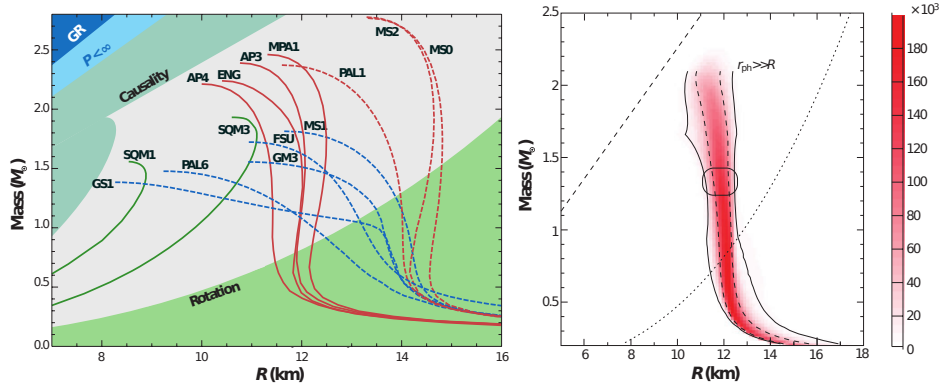 GR
P < ∞
Causality
MS2
MS0
MPA1
AP3
PAL1
ENG
AP4
SQM3
MS1
FSU
GM3
SQM1
PAL6
GS1
Rotation
2.5
2.0
1.5
1.0
0.5
0.0
Mass (M⊙)
8 10 12 14 16
R (km)
r_ph>>R
2.5
2
1.5
1
0.5
Mass (M⊙)
6 8 10 12 14 16 18
R (km)
×10³
180
160
140
120
100
80
60
40
20
0